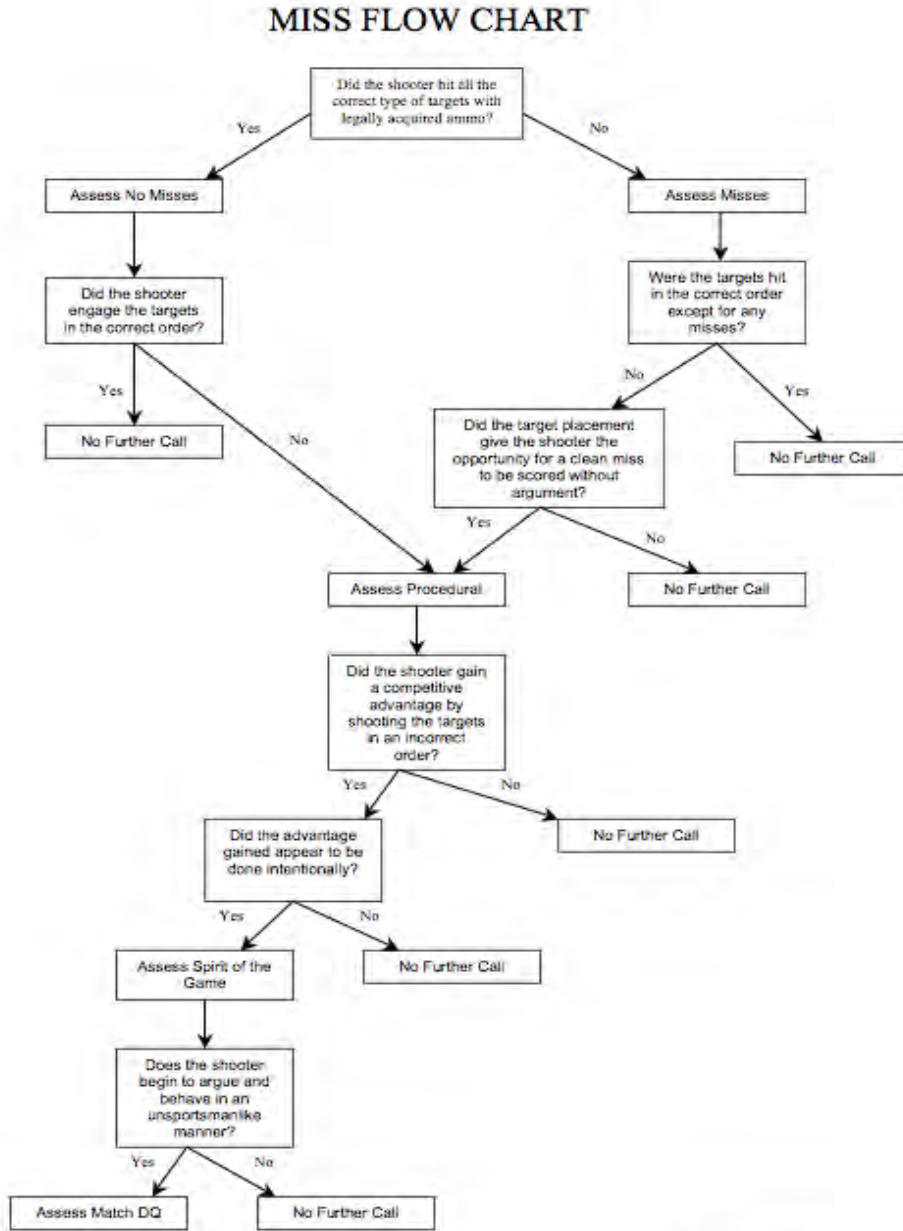 MISS FLOW CHART
Did the shooter hit all the
correct type of targets with
legally acquired ammo?
Yes
No
Assess No Misses
Assess Misses
Did the shooter
engage the targets
in the correct order?
Were the targets hit
in the correct order
except for any
misses?
Yes
No
No
Yes
No Further Call
Did the target placement
give the shooter the
opportunity for a clean miss
to be scored without
argument?
No Further Call
Yes
No
Assess Procedural
No Further Call
Did the shooter gain
a competitive
advantage by
shooting the targets
in an incorrect
order?
Yes
No
Did the advantage
gained appear to be
done intentionally?
No Further Call
Yes
No
Assess Spirit of the
Game
No Further Call
Does the shooter
begin to argue and
behave in an
unsportsmanlike
manner?
Yes
No
Assess Match DQ
No Further Call